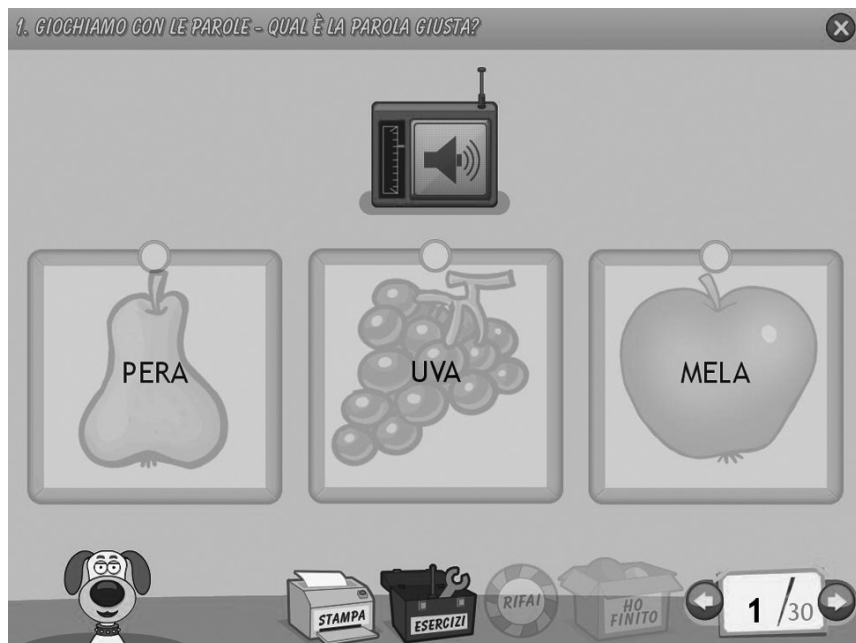 1. GIOCHIAMO CON LE PAROLE - QUAL È LA PAROLA GIUSTA?
PERA
UVA
MELA
STAMPA
ESERCIZI
RIFAI
HO
FINITO
1/30